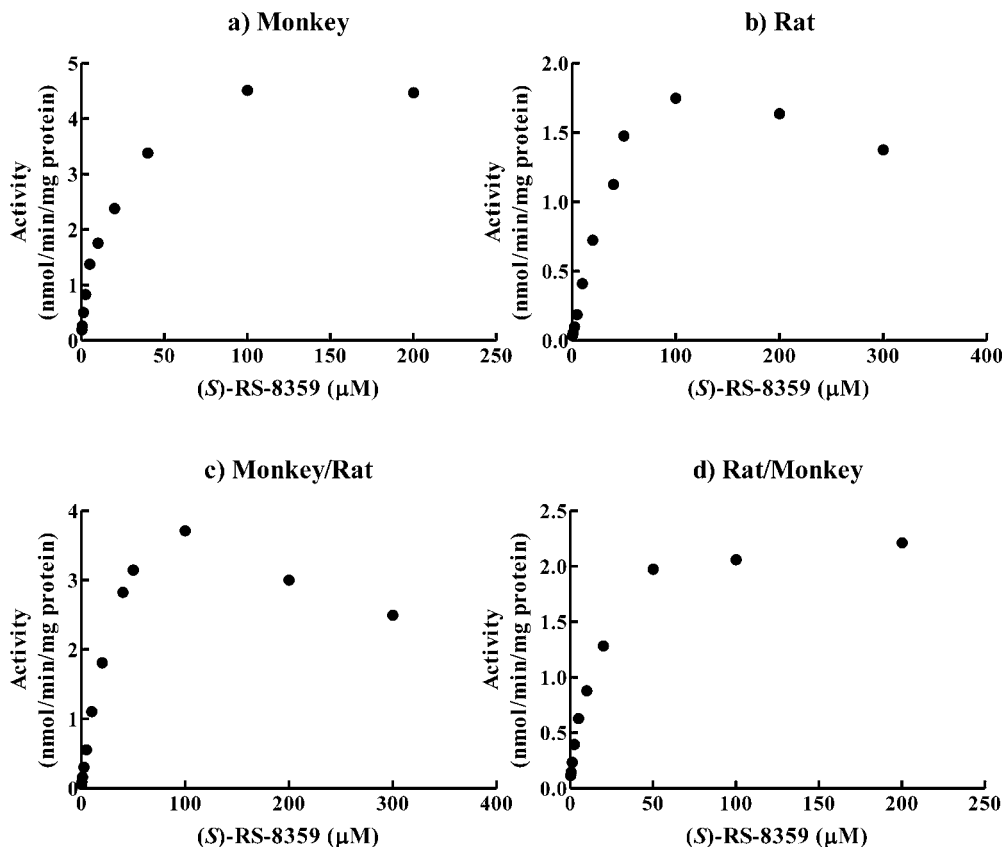 a) Monkey
Activity
(nmol/min/mg protein)
5
4
3
2
1
0
0 50 100 150 200 250
(S)-RS-8359 (μM)
b) Rat
Activity
(nmol/min/mg protein)
2.0
1.5
1.0
0.5
0.0
0 100 200 300 400
(S)-RS-8359 (μM)
c) Monkey/Rat
Activity
(nmol/min/mg protein)
4
3
2
1
0
0 100 200 300 400
(S)-RS-8359 (μM)
d) Rat/Monkey
Activity
(nmol/min/mg protein)
2.5
2.0
1.5
1.0
0.5
0.0
0 50 100 150 200 250
(S)-RS-8359 (μM)